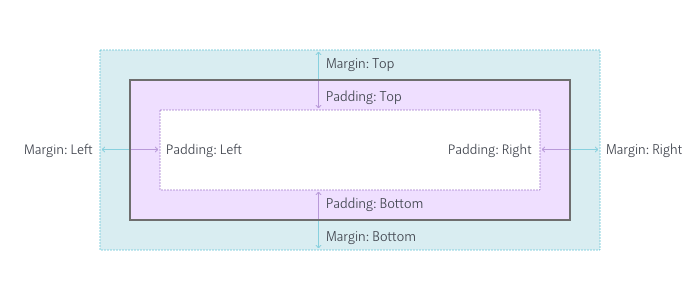 Margin: Top
Padding: Top
Margin: Left
Padding: Left
Padding: Right
Margin: Right
Padding: Bottom
Margin: Bottom